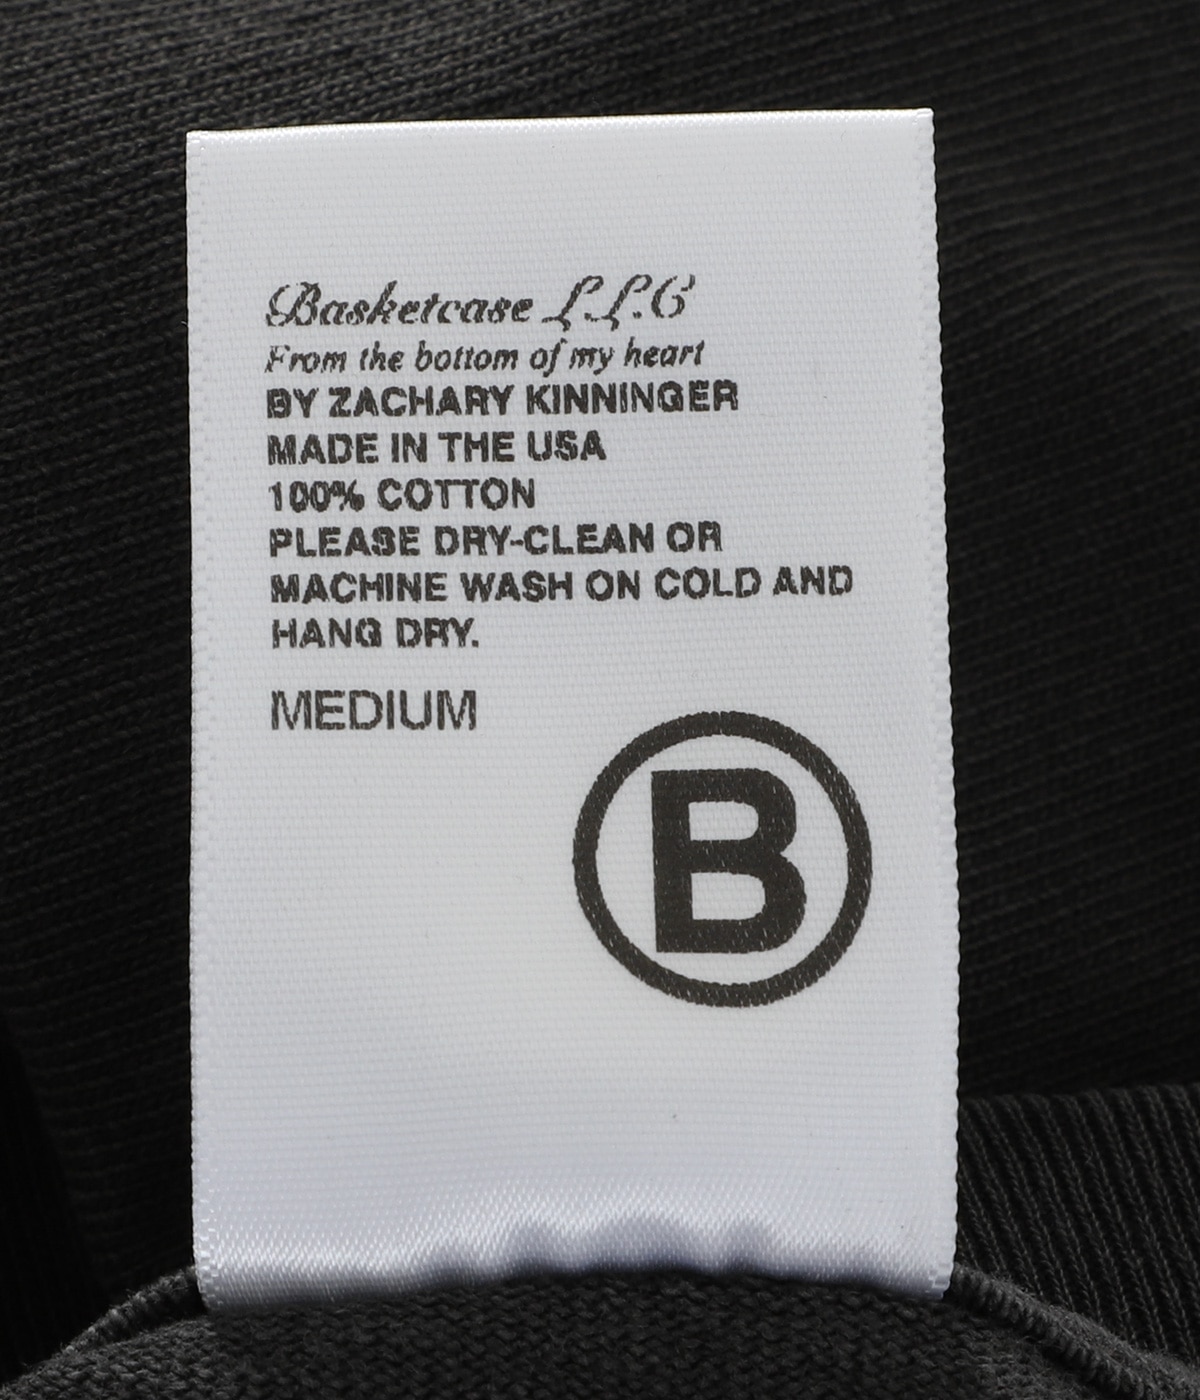 Basketcase L.L.C
From the bottom of my heart
BY ZACHARY KINNINGER
MADE IN THE USA
100% COTTON
PLEASE DRY-CLEAN OR
MACHINE WASH ON COLD AND
HANG DRY.
MEDIUM
B